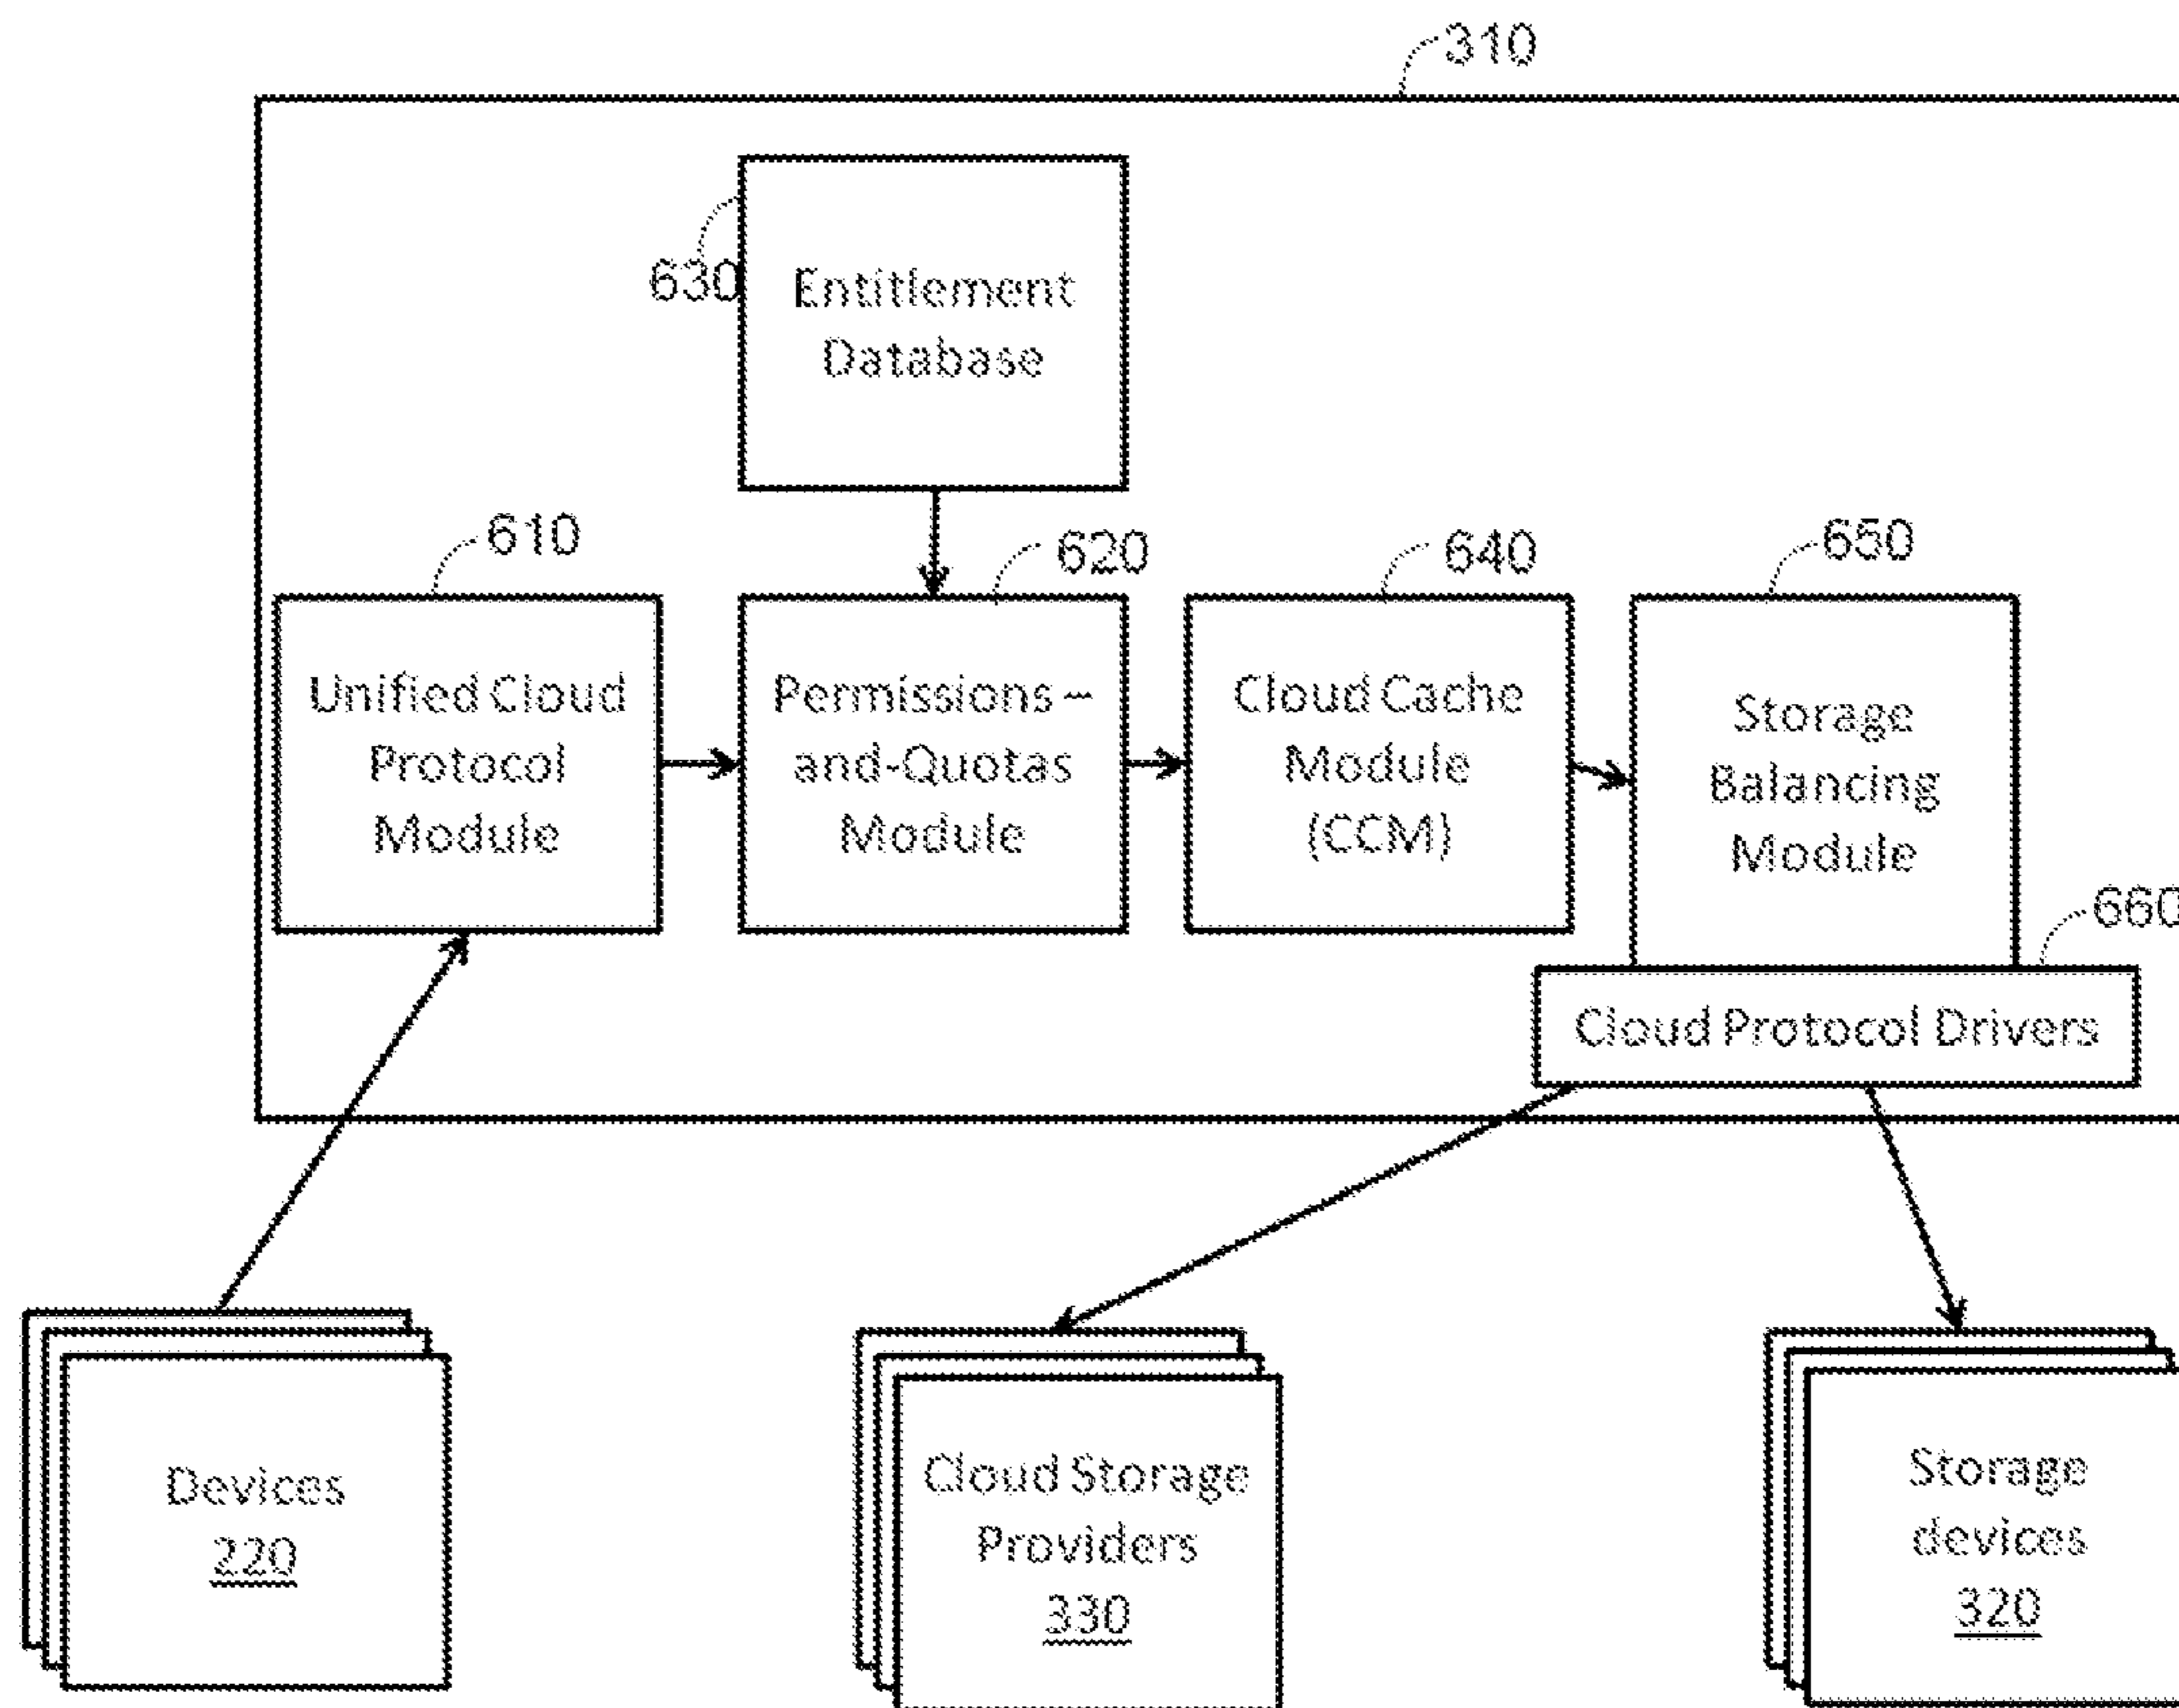 310
630
Entitlement
Database
610
620
640
650
Unified Cloud
Protocol
Module
Permissions –
and-Quotas
Module
Cloud Cache
Module
(CCM)
Storage
Balancing
Module
660
Cloud Protocol Drivers
Devices
220
Cloud Storage
Providers
330
Storage
devices
320